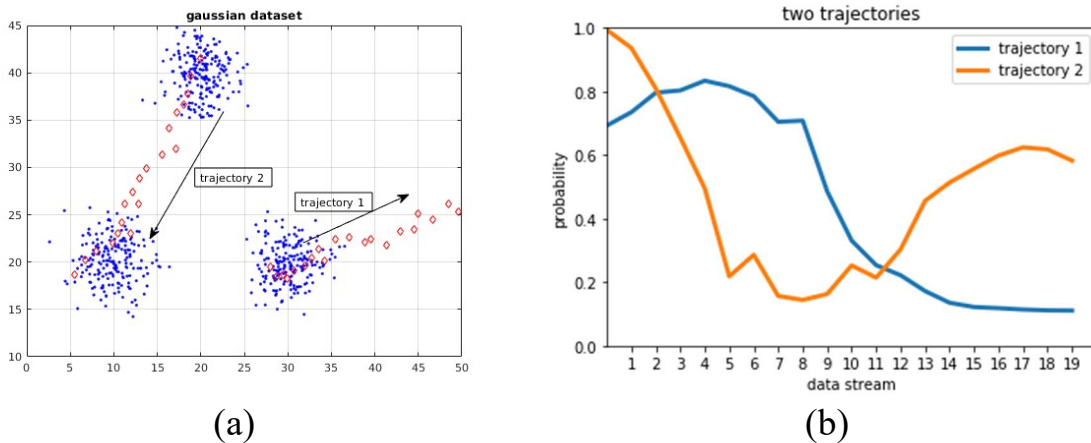 gaussian dataset
45
40
35
30
25
20
15
10
0 5 10 15 20 25 30 35 40 45 50
trajectory 2
trajectory 1
(a)
two trajectories
trajectory 1
trajectory 2
1.0
0.8
0.6
0.4
0.2
0.0
probability
1 2 3 4 5 6 7 8 9 10 11 12 13 14 15 16 17 18 19
data stream
(b)